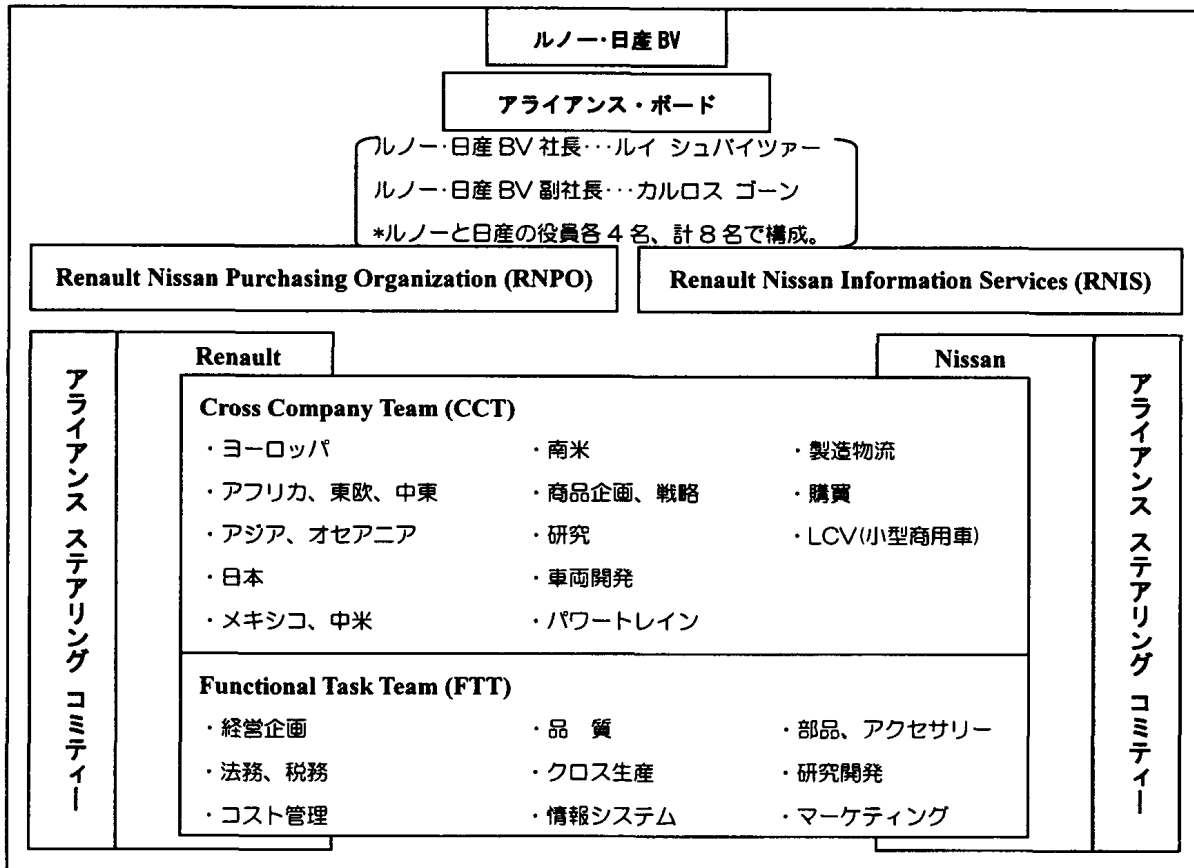 ルノー・日産 BV
アライアンス・ボード
ルノー・日産 BV 社長…ルイ シュバイツァー
ルノー・日産 BV 副社長…カルロス ゴーン
*ルノーと日産の役員各4名、計8名で構成。
Renault Nissan Purchasing Organization (RNPO)
Renault Nissan Information Services (RNIS)
アライアンス ステアリング コミティー
Renault
Nissan
アライアンス ステアリング コミティー
Cross Company Team (CCT)
・ヨーロッパ ・南米 ・製造物流
・アフリカ、東欧、中東 ・商品企画、戦略 ・購買
・アジア、オセアニア ・研究 ・LCV(小型商用車)
・日本 ・車両開発
・メキシコ、中米 ・パワートレイン
Functional Task Team (FTT)
・経営企画 ・品 質 ・部品、アクセサリー
・法務、税務 ・クロス生産 ・研究開発
・コスト管理 ・情報システム ・マーケティング